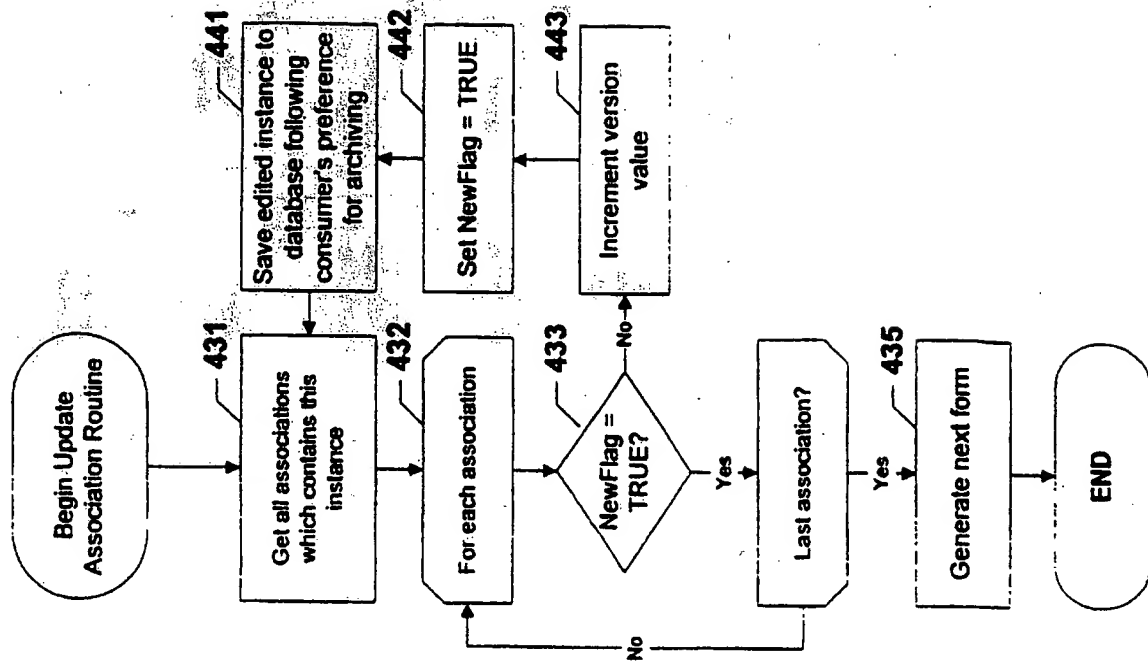 Begin Update
Association Routine
431
Get all associations
which contains this
instance
432
For each association
433
NewFlag =
TRUE?
No
Yes
443
Increment version
value
442
Set NewFlag = TRUE
441
Save edited instance to
database following
consumer's preference
for archiving
Last association?
No
Yes
435
Generate next form
END